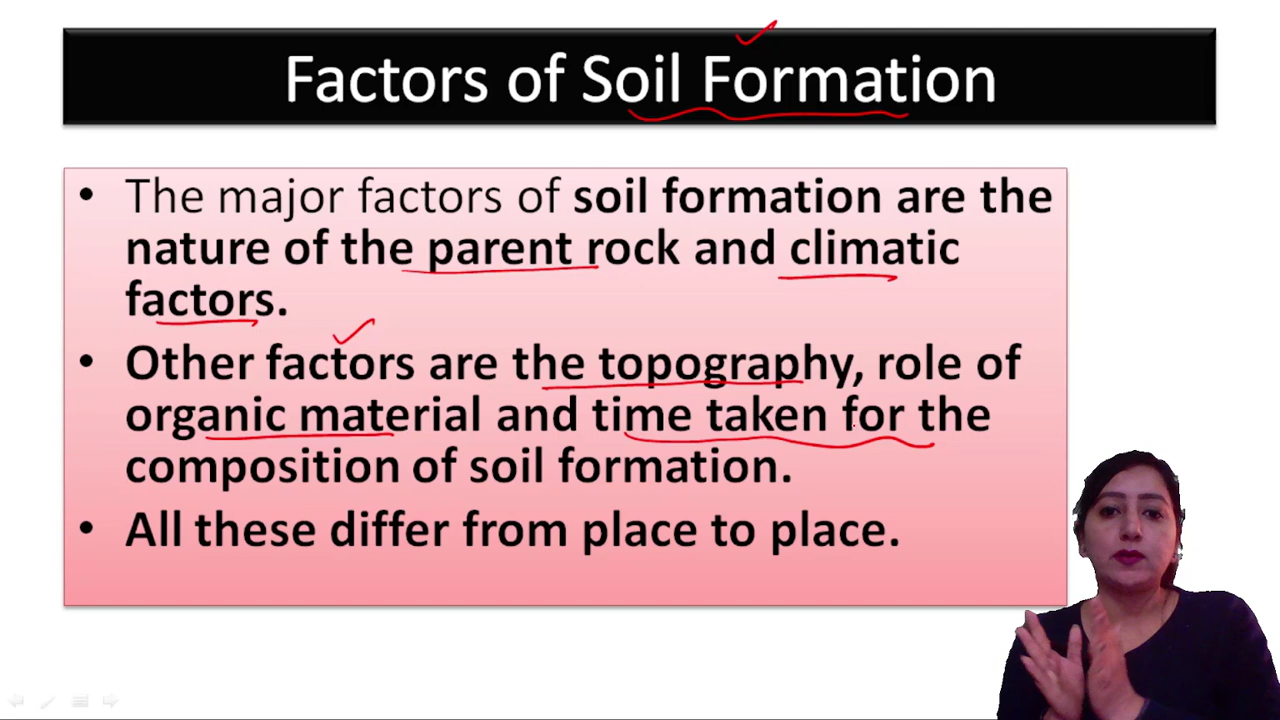 Factors of Soil Formation
• The major factors of soil formation are the
nature of the parent rock and climatic
factors.
• Other factors are the topography, role of
organic material and time taken for the
composition of soil formation.
• All these differ from place to place.